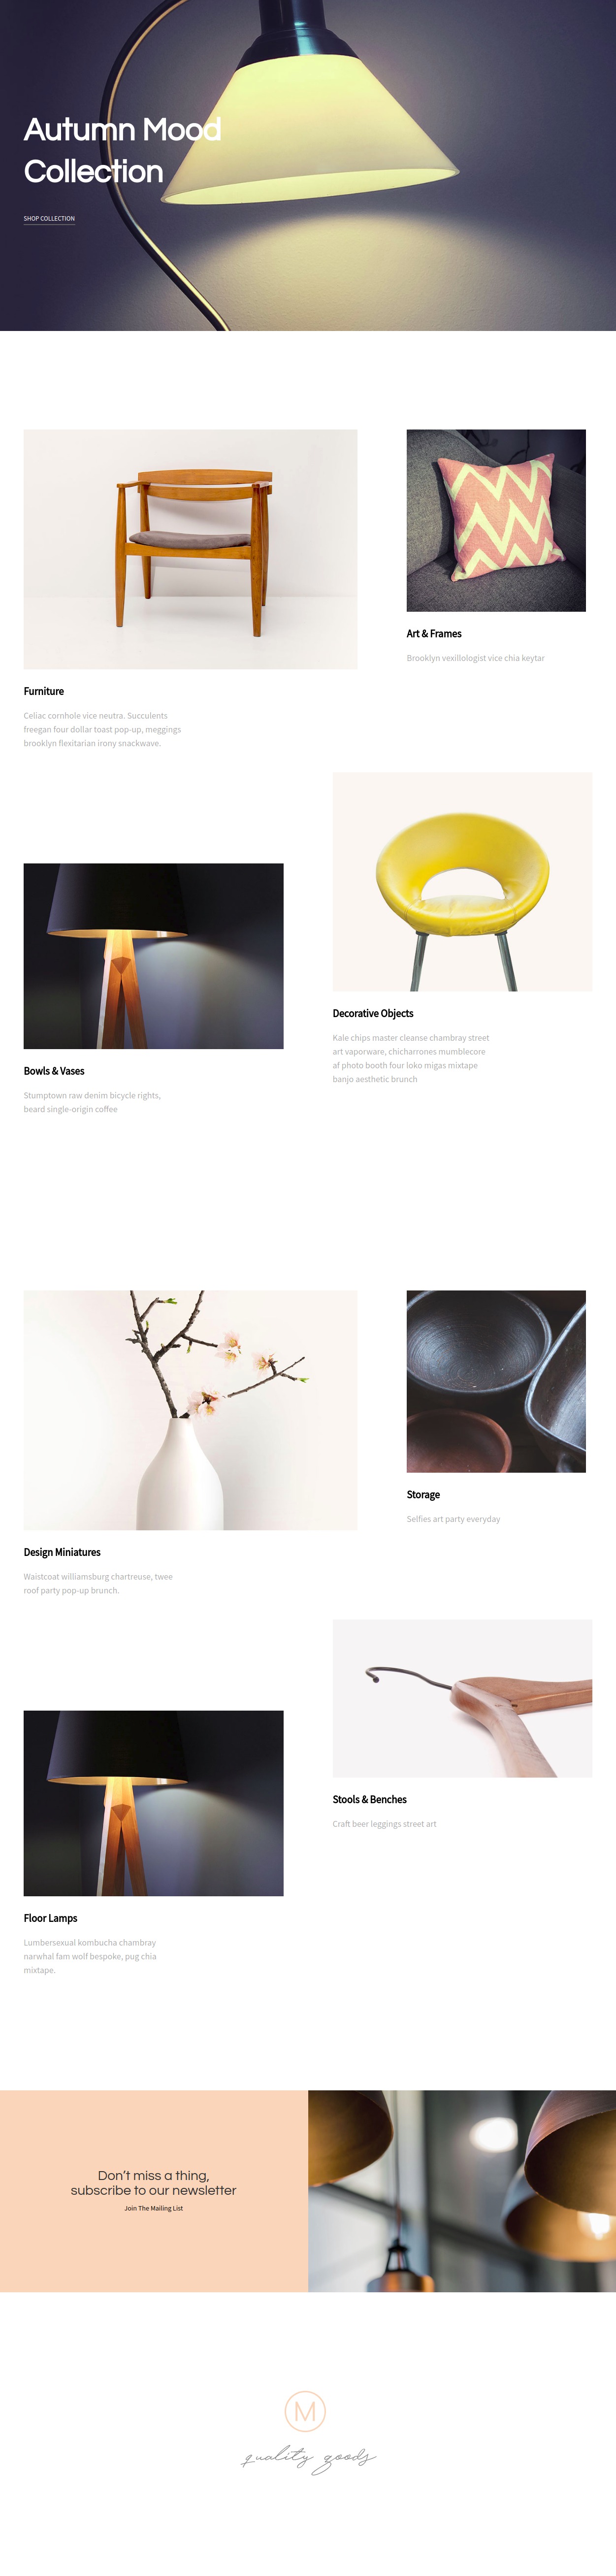 Autumn Mood
Collection
SHOP COLLECTION
Furniture
Celiac cornhole vice neutra. Succulents
freegan four dollar toast pop-up, meggings
brooklyn flexitarian irony snackwave.
Art & Frames
Brooklyn vexillologist vice chia keytar
Bowls & Vases
Stumptown raw denim bicycle rights,
beard single-origin coffee
Decorative Objects
Kale chips master cleanse chambray street
art vaporware, chicharrones mumblecore
af photo booth four loko migas mixtape
banjo aesthetic brunch
Design Miniatures
Waistcoat williamsburg chartreuse, twee
roof party pop-up brunch.
Storage
Selfies art party everyday
Floor Lamps
Lumbersexual kombucha chambray
narwhal fam wolf bespoke, pug chia
mixtape.
Stools & Benches
Craft beer leggings street art
Don’t miss a thing,
subscribe to our newsletter
Join The Mailing List
M
quality goods